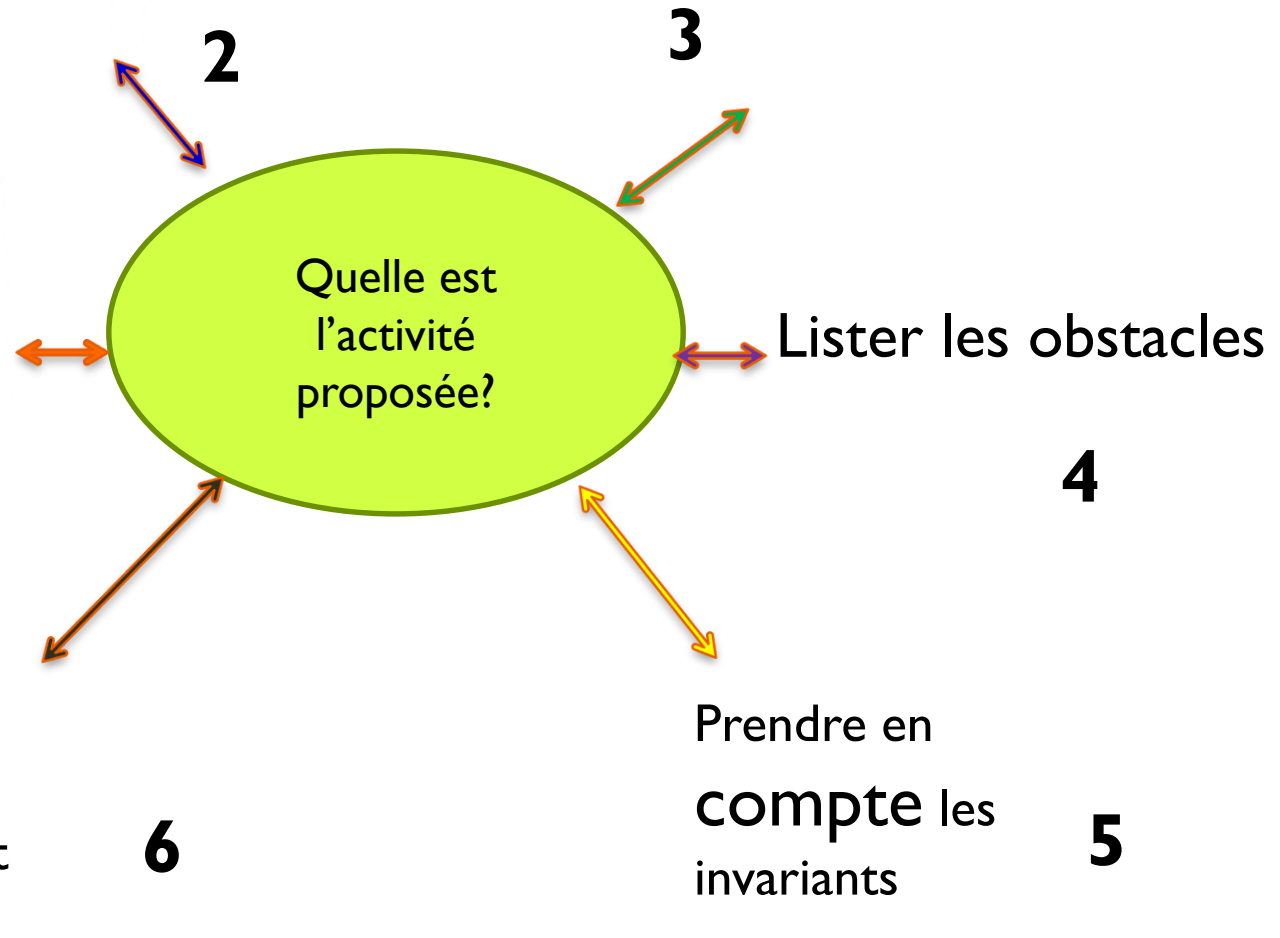 2
3
Quelle est
l’activité
proposée?
Lister les obstacles
4
Prendre en
compte les
invariants
5
6
t